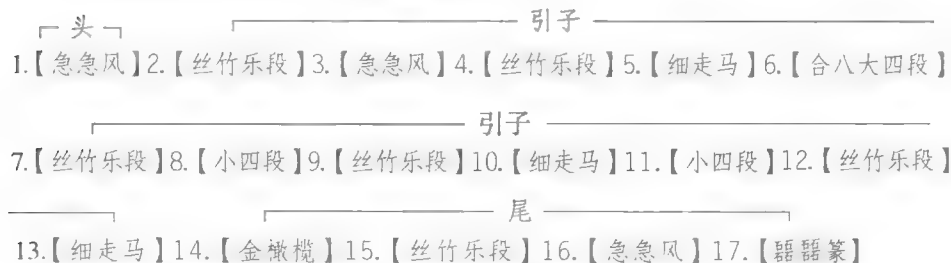 头 引子
1.【急急风】2.【丝竹乐段】3.【急急风】4.【丝竹乐段】5.【细走马】6.【合八大四段】
引子
7.【丝竹乐段】8.【小四段】9.【丝竹乐段】10.【细走马】11.【小四段】12.【丝竹乐段】
尾
13.【细走马】14.【金橄榄】15.【丝竹乐段】16.【急急风】17.【嚣嚣篆】